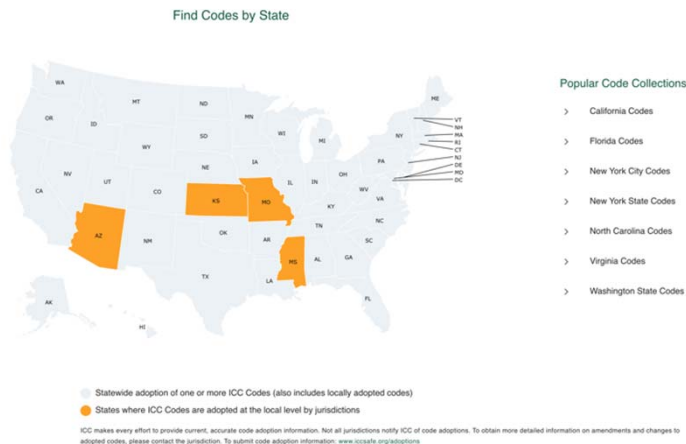 Find Codes by State
WA
MT
ND
MN
ME
OR
ID
SD
WI
MI
NY
VT
NH
MA
RI
CT
NJ
DE
MD
DC
WY
NE
IA
PA
NV
UT
CO
KS
MO
IL
IN
OH
WV
VA
CA
KY
AZ
NM
OK
AR
TN
NC
SC
TX
LA
MS
AL
GA
FL
AK
HI
Popular Code Collections
California Codes
Florida Codes
New York City Codes
New York State Codes
North Carolina Codes
Virginia Codes
Washington State Codes
Statewide adoption of one or more ICC Codes (also includes locally adopted codes)
States where ICC Codes are adopted at the local level by jurisdictions
ICC makes every effort to provide current, accurate code adoption information. Not all jurisdictions notify ICC of code adoptions. To obtain more detailed information on amendments and changes to
adopted codes, please contact the jurisdiction. To submit code adoption information: www.iccsafe.org/adoptions